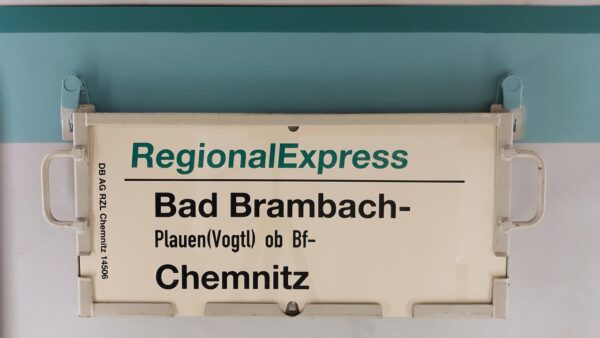 RegionalExpress
Bad Brambach-
Plauen(Vogtl) ob Bf-
Chemnitz
DB AG RZL Chemnitz 14506